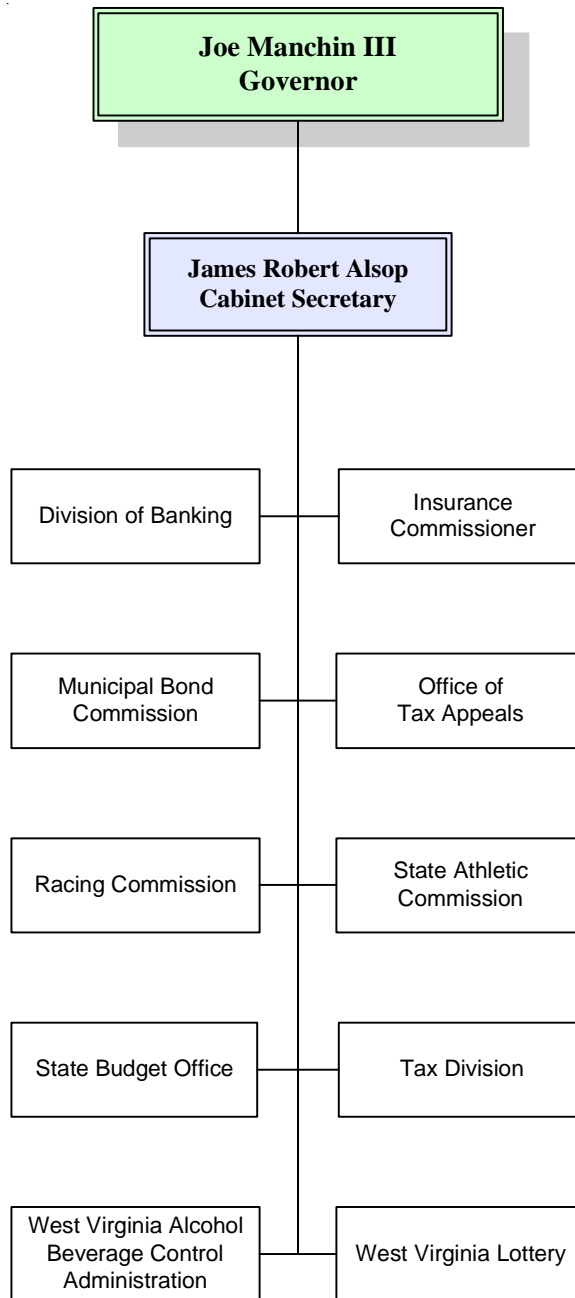 Joe Manchin III
Governor
James Robert Alsop
Cabinet Secretary
Division of Banking
Insurance
Commissioner
Municipal Bond
Commission
Office of
Tax Appeals
Racing Commission
State Athletic
Commission
State Budget Office
Tax Division
West Virginia Alcohol
Beverage Control
Administration
West Virginia Lottery